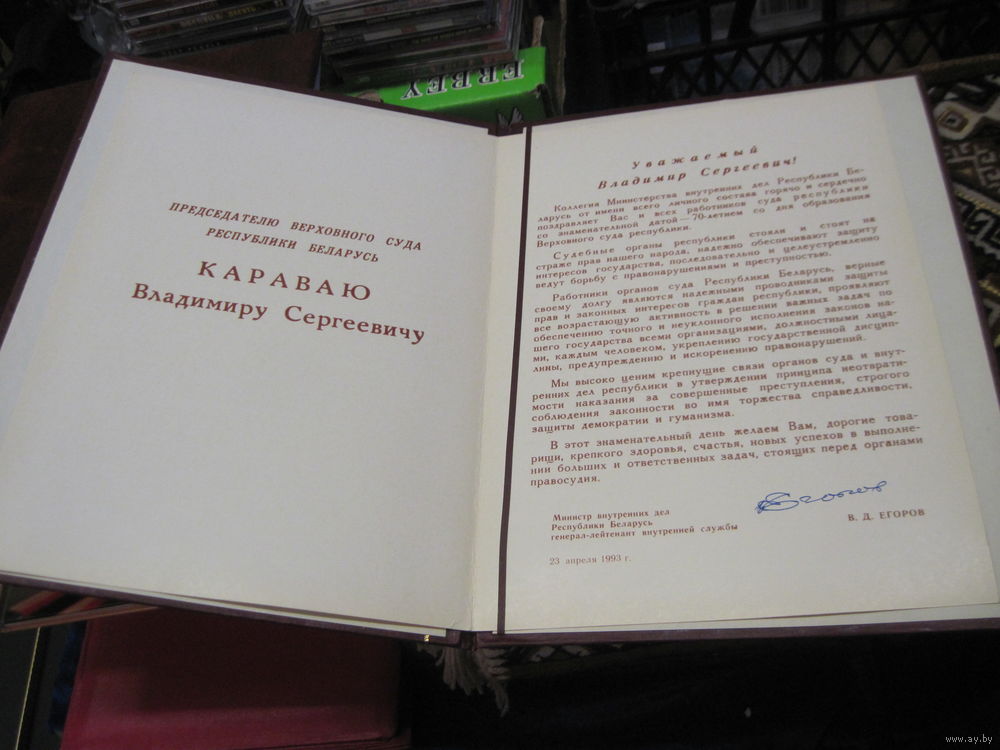 FRBEY
ПРЕДСЕДАТЕЛЮ ВЕРХОВНОГО СУДА
РЕСПУБЛИКИ БЕЛАРУСЬ
КАРАВАЮ
Владимиру Сергеевичу
Уважаемый
Владимир Сергеевич!
Коллегия Министерства внутренних дел Республики Бе-
ларусь от имени всего личного состава горячо и сердечно
поздравляет Вас и всех работников суда республики
со знаменательной датой — 70-летием со дня образования
Верховного суда республики.
Судебные органы республики стояли и стоят на
страже прав нашего народа, надежно обеспечивают защиту
интересов государства, последовательно и целеустремленно
ведут борьбу с правонарушениями и преступностью.
Работники органов суда Республики Беларусь, верные
своему долгу являются надежными проводниками защиты
прав и законных интересов граждан республики, проявляют
все возрастающую активность в решении важных задач по
обеспечению точного и неуклонного исполнения законов на-
шего государства всеми организациями, должностными лица-
ми, каждым человеком, укреплению государственной дисцип-
лины, предупреждению и искоренению правонарушений.
Мы высоко ценим крепнущие связи органов суда и внут-
ренних дел республики в утверждении принципа неотврати-
мости наказания за совершенные преступления, строгого
соблюдения законности во имя торжества справедливости,
защиты демократии и гуманизма.
В этот знаменательный день желаем Вам, дорогие това-
рищи, крепкого здоровья, счастья, новых успехов в выполне-
нии больших и ответственных задач, стоящих перед органами
правосудия.
Министр внутренних дел
Республики Беларусь
генерал-лейтенант внутренней службы
В. Д. ЕГОРОВ
23 апреля 1993 г.
www.ay.by